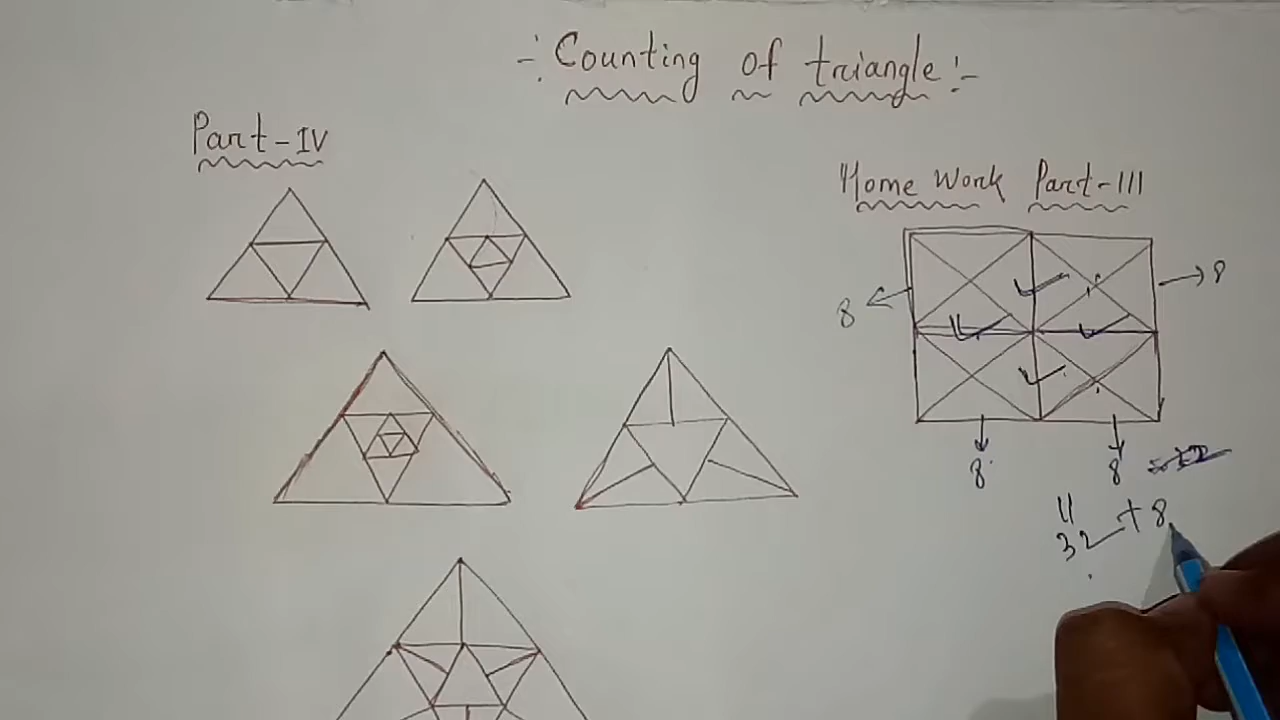 -: Counting of triangle :-
Part-IV
Home Work Part-III
8
8
8
8
11
32 + 8